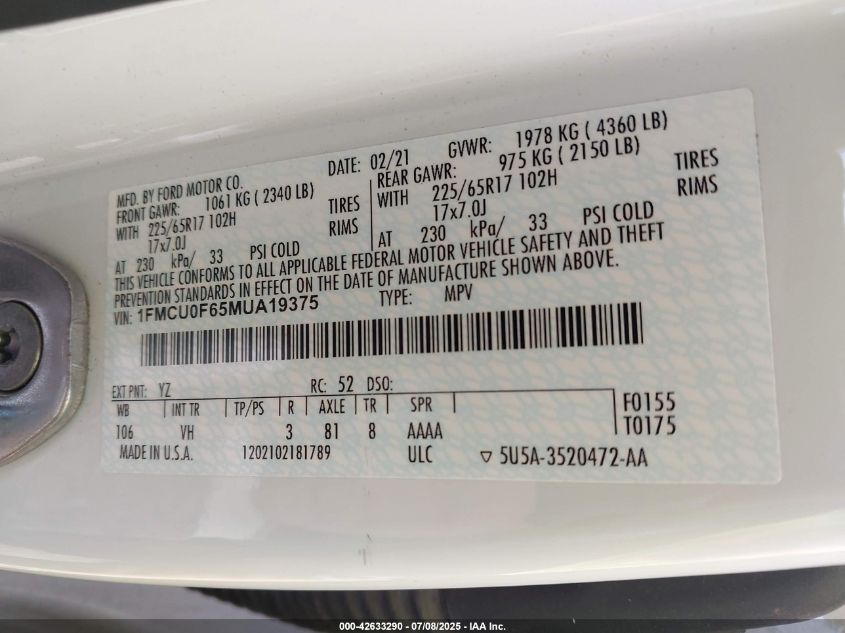 MFD. BY FORD MOTOR CO. DATE: 02/21 GVWR: 1978 KG ( 4360 LB)
FRONT GAWR: 1061 KG ( 2340 LB) REAR GAWR: 975 KG ( 2150 LB)
WITH 225/65R17 102H TIRES WITH 225/65R17 102H TIRES
17x7.0J RIMS 17x7.0J RIMS
AT 230 kPa/ 33 PSI COLD AT 230 kPa/ 33 PSI COLD
THIS VEHICLE CONFORMS TO ALL APPLICABLE FEDERAL MOTOR VEHICLE SAFETY AND THEFT
PREVENTION STANDARDS IN EFFECT ON THE DATE OF MANUFACTURE SHOWN ABOVE.
VIN: 1FMCU0F65MUA19375 TYPE: MPV
EXT PNT: YZ RC: 52 DSO:
WB INT TR TP/PS R AXLE TR SPR F0155
106 VH 3 81 8 AAAA T0175
MADE IN U.S.A. 1202102181789 ULC ▽ 5U5A-3520472-AA
000-42633290 - 07/08/2025 - IAA Inc.